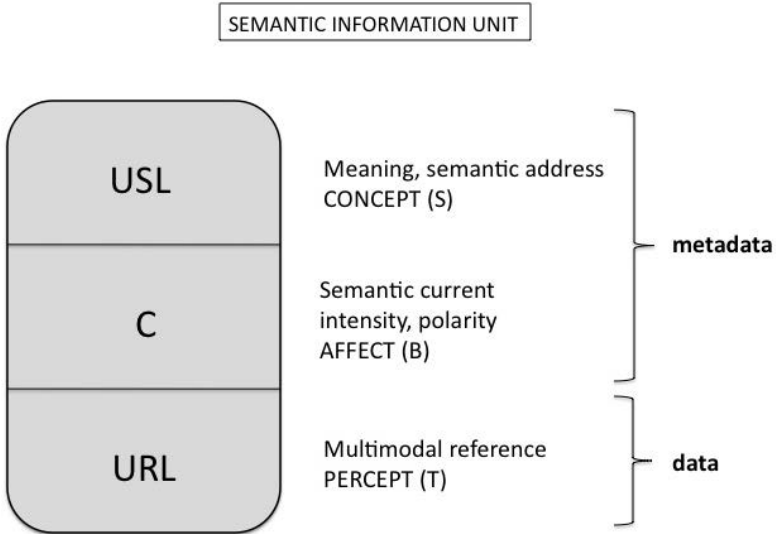 SEMANTIC INFORMATION UNIT
USL
Meaning, semantic address
CONCEPT (S)
metadata
C
Semantic current
intensity, polarity
AFFECT (B)
URL
Multimodal reference
PERCEPT (T)
data